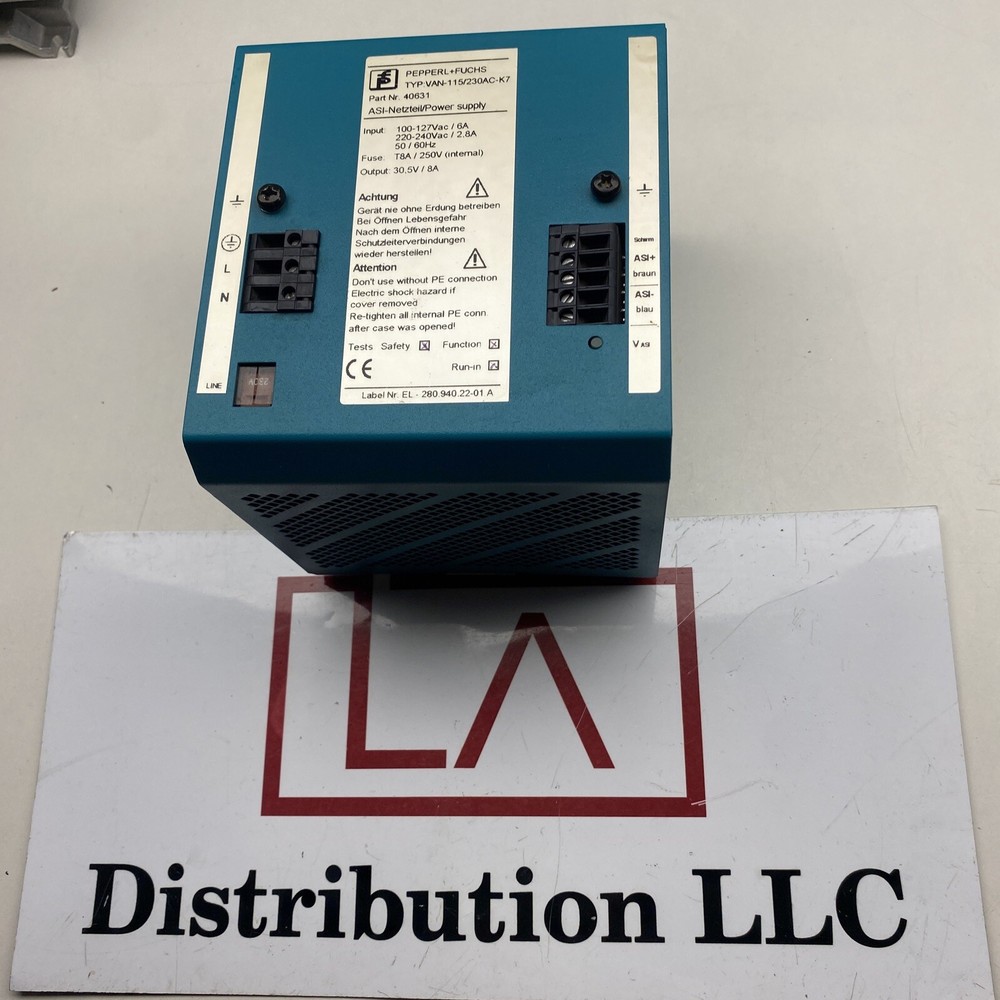 PEPPERL+FUCHS
TYP:VAN-115/230AC-K7
Part Nr. 40631
ASI-Netzteil/Power supply
Input: 100-127Vac / 6A
220-240Vac / 2.8A
50 / 60Hz
Fuse: T8A / 250V (internal)
Output: 30,5V / 8A
Achtung
Gerät nie ohne Erdung betreiben
Bei Öffnen Lebensgefahr
Nach dem Öffnen interne
Schutzleiterverbindungen
wieder herstellen!
Attention
Don't use without PE connection
Electric shock hazard if
cover removed
Re-tighten all internal PE conn.
after case was opened!
Tests Safety Function
Run-in
CE
Label Nr. EL - 280.940.22-01 A
L
N
LINE
230V
Schirm
ASI+
braun
ASI-
blau
V ASI
LA
Distribution LLC